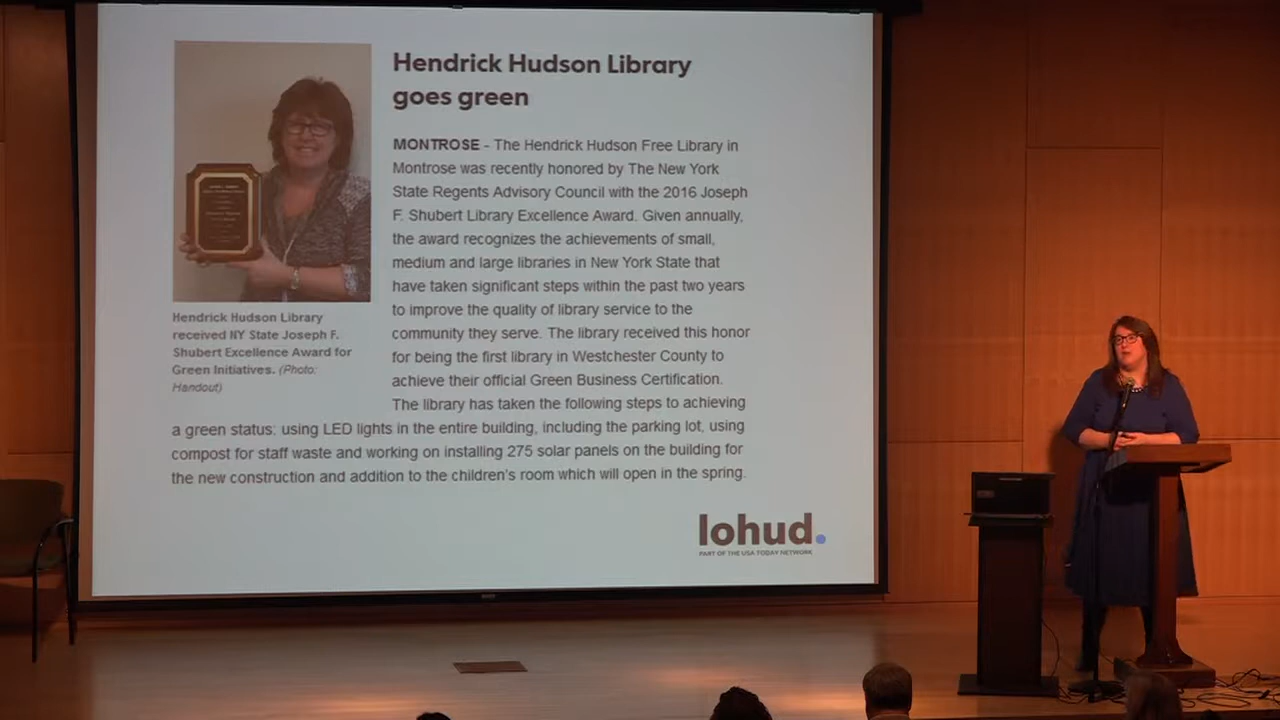 Hendrick Hudson Library
goes green
MONTROSE - The Hendrick Hudson Free Library in
Montrose was recently honored by The New York
State Regents Advisory Council with the 2016 Joseph
F. Shubert Library Excellence Award. Given annually,
the award recognizes the achievements of small,
medium and large libraries in New York State that
have taken significant steps within the past two years
to improve the quality of library service to the
community they serve. The library received this honor
for being the first library in Westchester County to
achieve their official Green Business Certification.
The library has taken the following steps to achieving
a green status: using LED lights in the entire building, including the parking lot, using
compost for staff waste and working on installing 275 solar panels on the building for
the new construction and addition to the children's room which will open in the spring.
Hendrick Hudson Library
received NY State Joseph F.
Shubert Excellence Award for
Green Initiatives. (Photo:
Handout)
lohud.
PART OF THE USA TODAY NETWORK